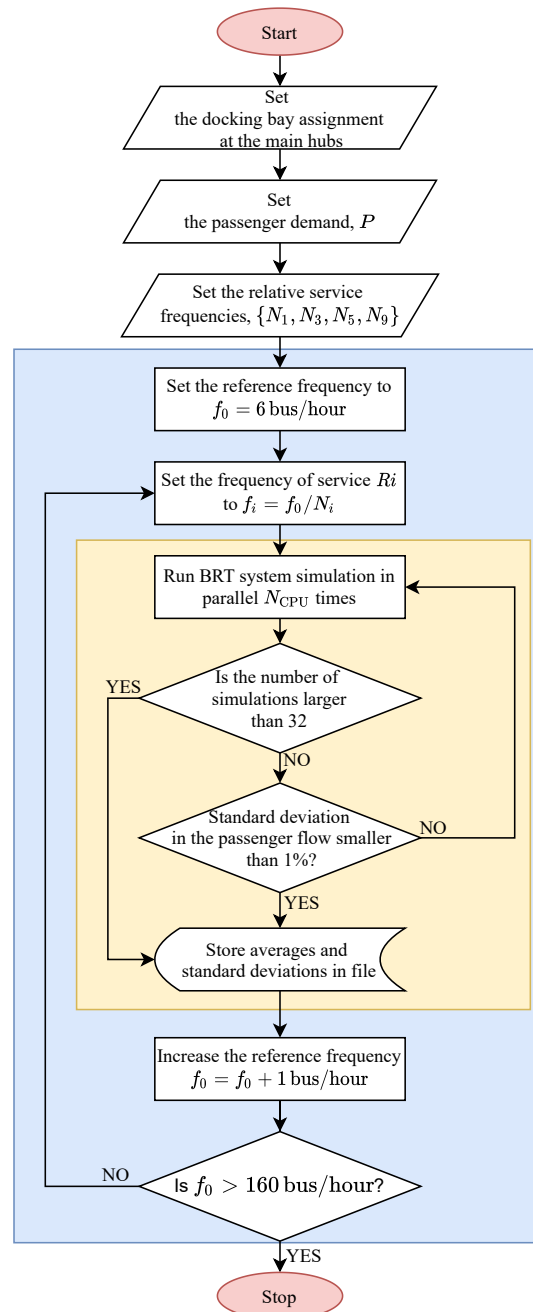 Start
Set
the docking bay assignment
at the main hubs
Set
the passenger demand, P
Set the relative service
frequencies, {N₁, N₃, N₅, N₉}
Set the reference frequency to
f₀ = 6 bus/hour
Set the frequency of service Ri
to fᵢ = f₀/Nᵢ
Run BRT system simulation in
parallel N_CPU times
Is the number of
simulations larger
than 32
YES
NO
Standard deviation
in the passenger flow smaller
than 1%?
NO
YES
Store averages and
standard deviations in file
Increase the reference frequency
f₀ = f₀ + 1 bus/hour
Is f₀ > 160 bus/hour?
NO
YES
Stop